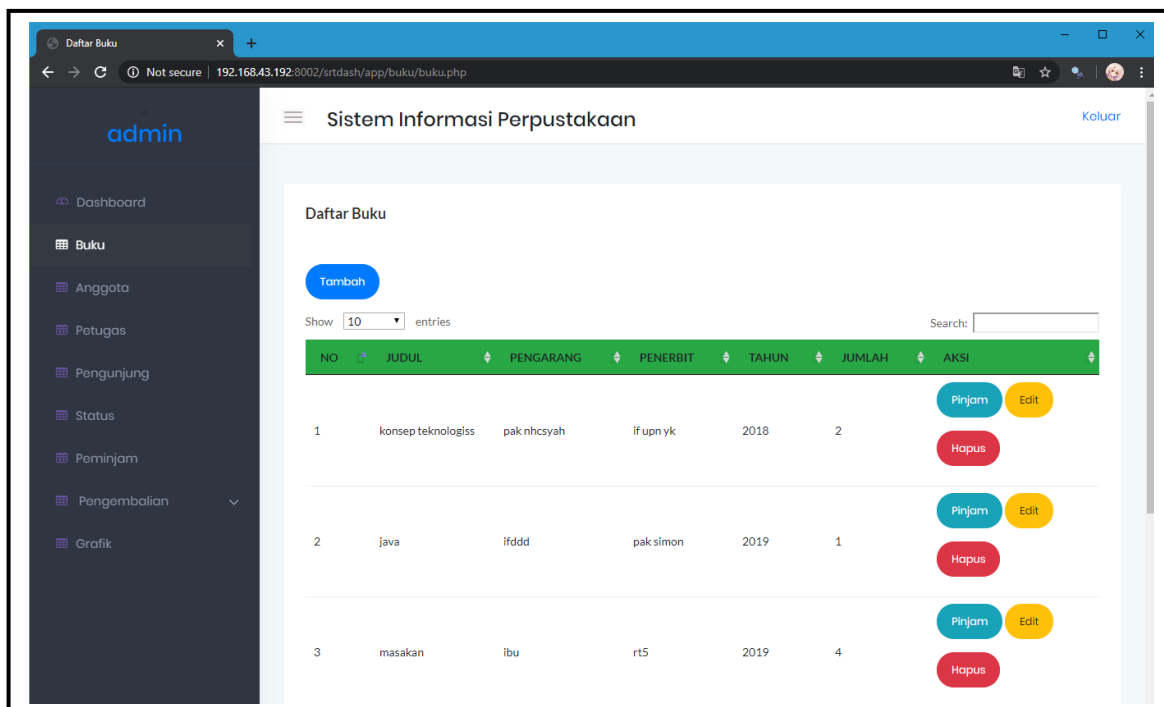 Daftar Buku
Not secure | 192.168.43.192:8002/srtdash/app/buku/buku.php
admin
Sistem Informasi Perpustakaan
Keluar
Dashboard
Buku
Anggota
Petugas
Pengunjung
Status
Peminjam
Pengembalian
Grafik
Daftar Buku
Tambah
Show 10 entries
Search:
NO JUDUL PENGARANG PENERBIT TAHUN JUMLAH AKSI
1 konsep teknologiss pak nhcsyah if upn yk 2018 2 Pinjam Edit
Hapus
2 java ifddd pak simon 2019 1 Pinjam Edit
Hapus
3 masakan ibu rt5 2019 4 Pinjam Edit
Hapus